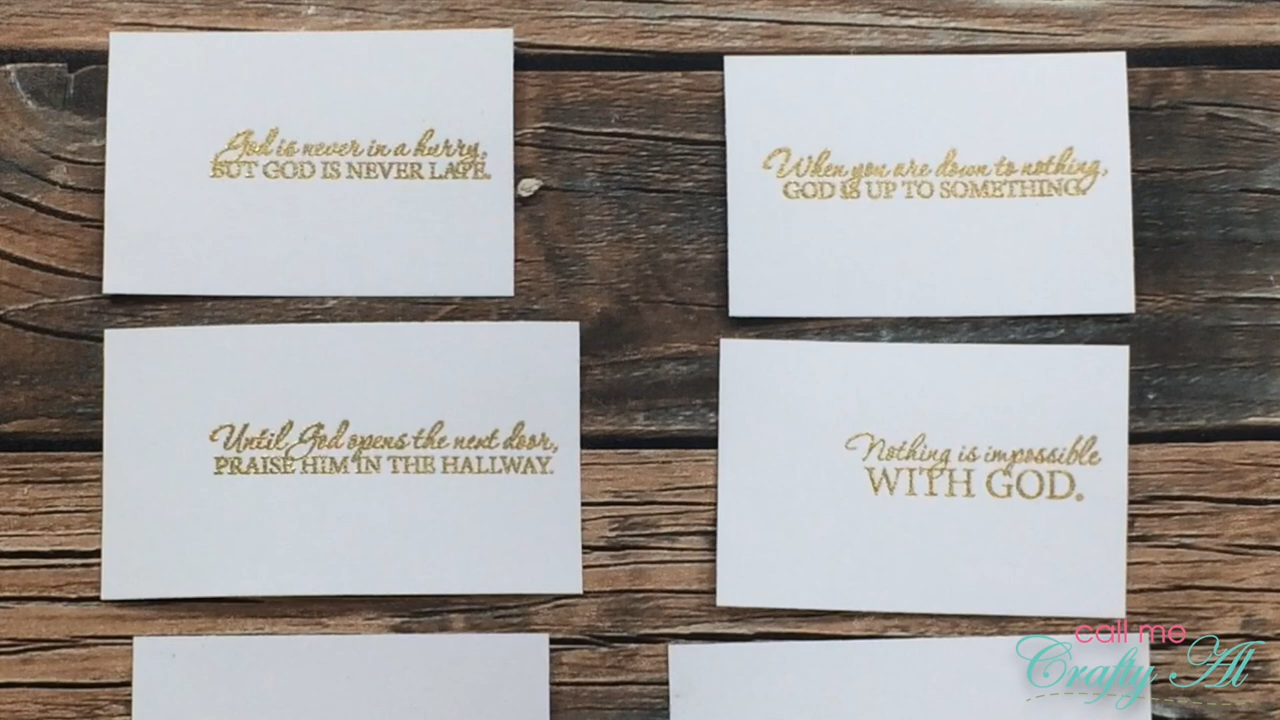 God is never in a hurry,
BUT GOD IS NEVER LATE.
When you are down to nothing,
GOD IS UP TO SOMETHING.
Until God opens the next door,
PRAISE HIM IN THE HALLWAY.
Nothing is impossible
WITH GOD.
call me
Crafty Al